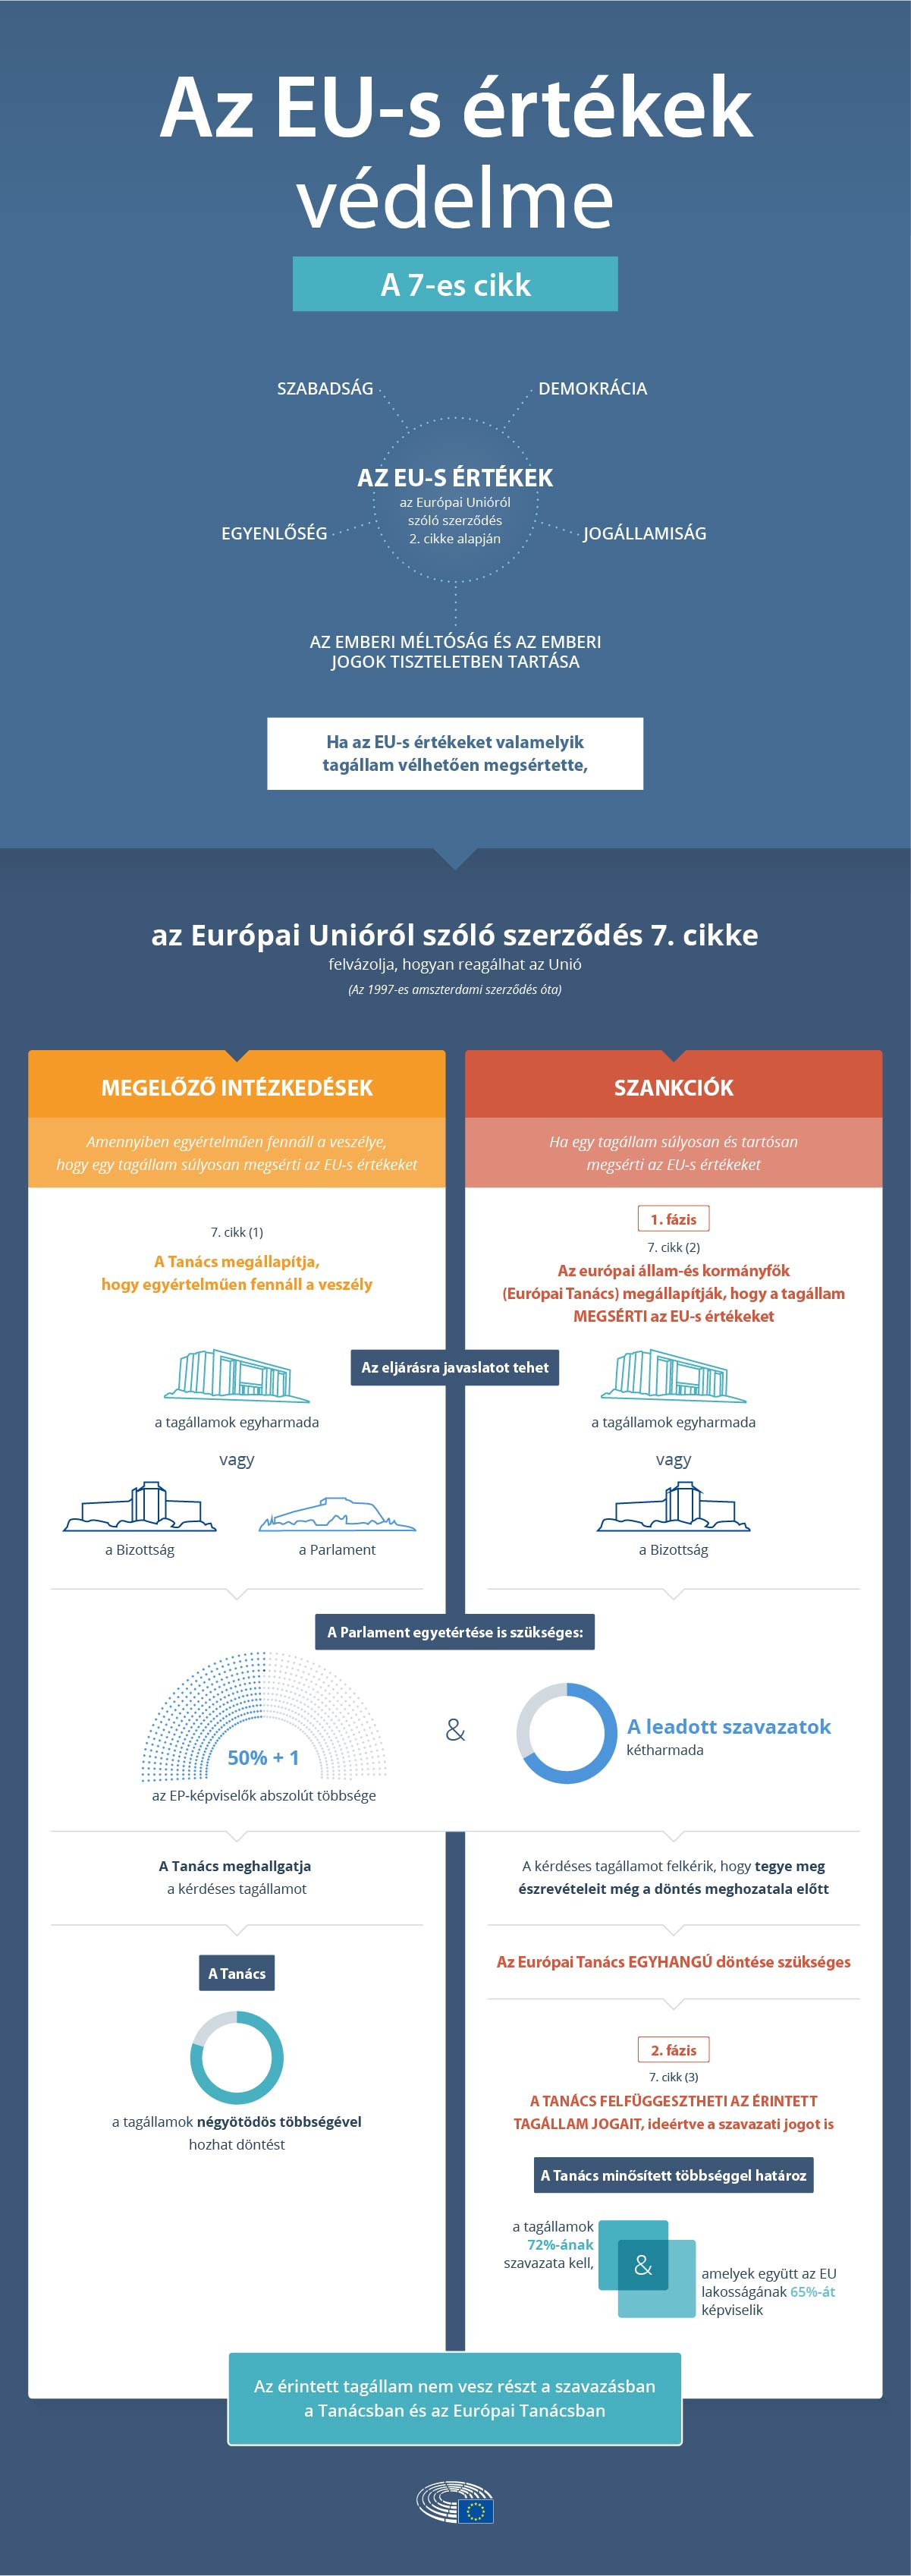 Az EU-s értékek
védelme
A 7-es cikk
SZABADSÁG
DEMOKRÁCIA
AZ EU-S ÉRTÉKEK
az Európai Unióról
szóló szerződés
2. cikke alapján
EGYENLŐSÉG
JOGÁLLAMISÁG
AZ EMBERI MÉLTÓSÁG ÉS AZ EMBERI
JOGOK TISZTELETBEN TARTÁSA
Ha az EU-s értékeket valamelyik
tagállam vélhetően megsértette,
az Európai Unióról szóló szerződés 7. cikke
felvázolja, hogyan reagálhat az Unió
(Az 1997-es amszterdami szerződés óta)
MEGELŐZŐ INTÉZKEDÉSEK
Amennyiben egyértelműen fennáll a veszélye,
hogy egy tagállam súlyosan megsérti az EU-s értékeket
7. cikk (1)
A Tanács megállapítja,
hogy egyértelműen fennáll a veszély
SZANKCIÓK
Ha egy tagállam súlyosan és tartósan
megsérti az EU-s értékeket
1. fázis
7. cikk (2)
Az európai állam-és kormányfők
(Európai Tanács) megállapítják, hogy a tagállam
MEGSÉRTI az EU-s értékeket
Az eljárásra javaslatot tehet
a tagállamok egyharmada
vagy
a Bizottság
a Parlament
a tagállamok egyharmada
vagy
a Bizottság
A Parlament egyetértése is szükséges:
50% + 1
az EP-képviselők abszolút többsége
&
A leadott szavazatok
kétharmada
A Tanács meghallgatja
a kérdéses tagállamot
A Tanács
a tagállamok négyötödös többségével
hozhat döntést
A kérdéses tagállamot felkérik, hogy tegye meg
észrevételeit még a döntés meghozatala előtt
Az Európai Tanács EGYHANGÚ döntése szükséges
2. fázis
7. cikk (3)
A TANÁCS FELFÜGGESZTHETI AZ ÉRINTETT
TAGÁLLAM JOGAIT, ideértve a szavazati jogot is
A Tanács minősített többséggel határoz
a tagállamok
72%-ának
szavazata kell,
&
amelyek együtt az EU
lakosságának 65%-át
képviselik
Az érintett tagállam nem vesz részt a szavazásban
a Tanácsban és az Európai Tanácsban